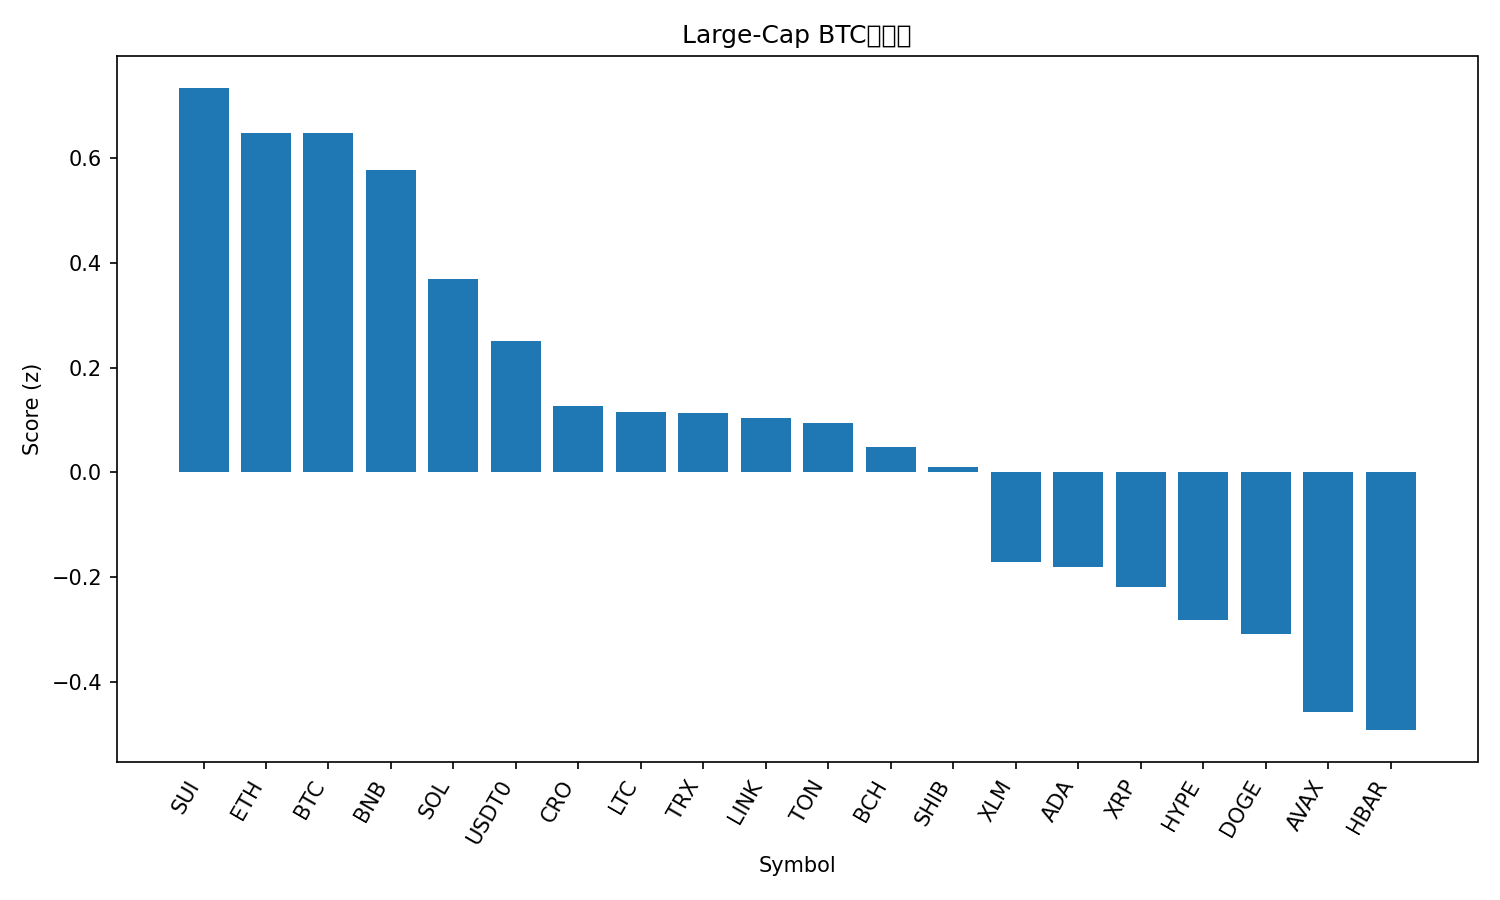 Large-Cap BTC
0.6
0.4
0.2
0.0
−0.2
−0.4
Score (z)
SUI
ETH
BTC
BNB
SOL
USDT0
CRO
LTC
TRX
LINK
TON
BCH
SHIB
XLM
ADA
XRP
HYPE
DOGE
AVAX
HBAR
Symbol